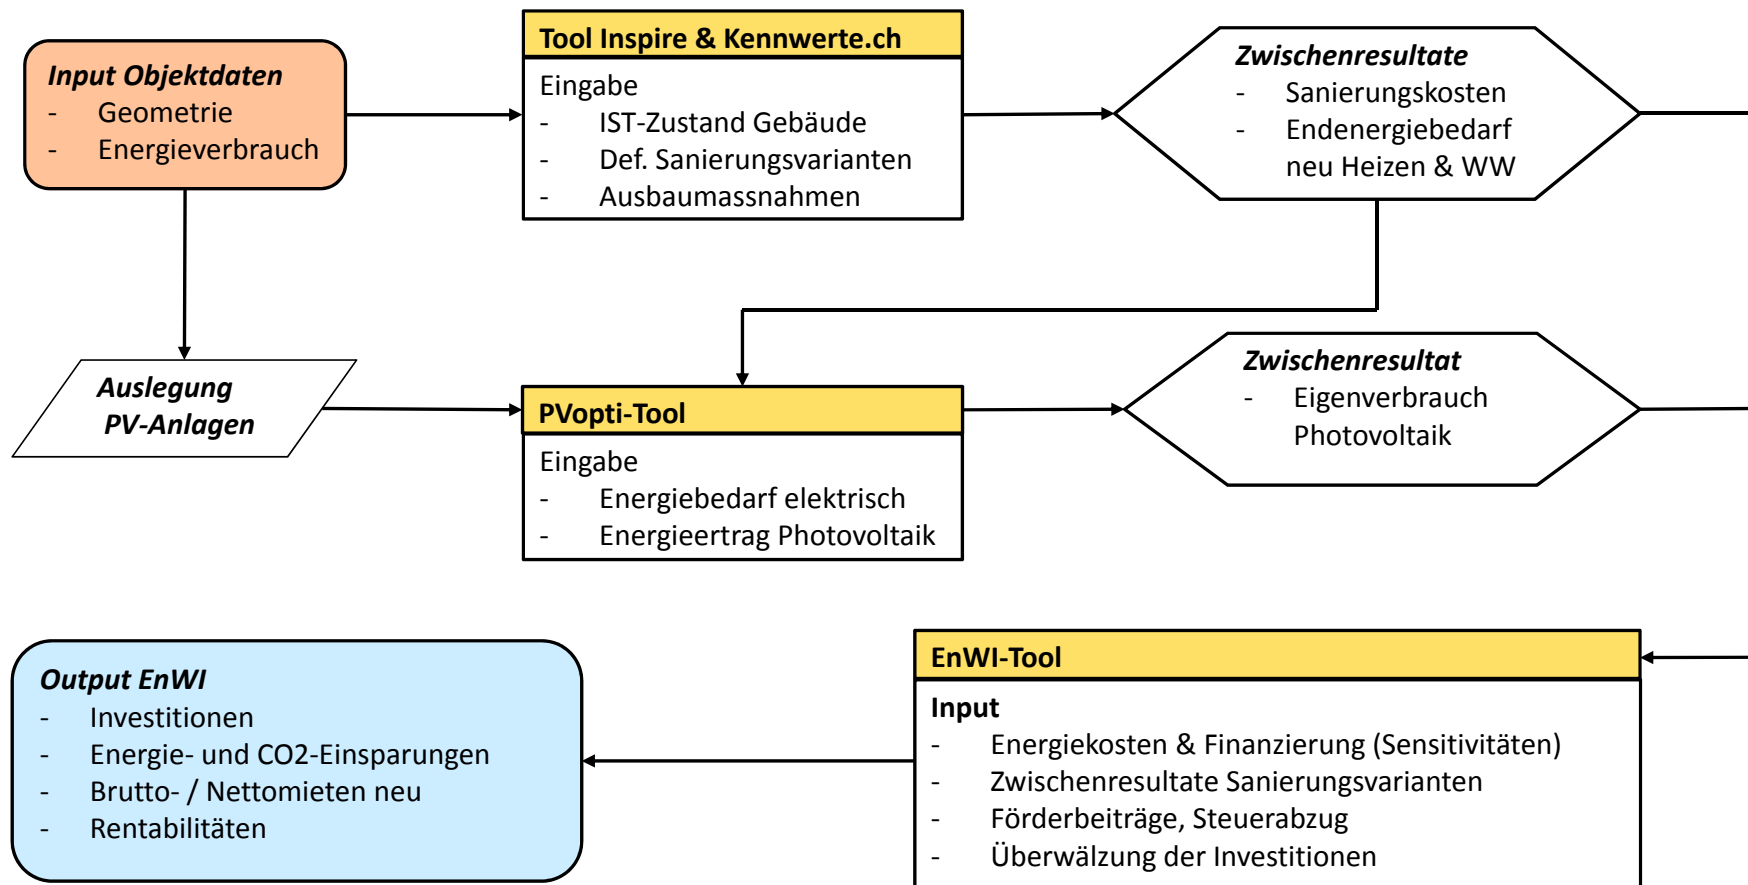 Input Objektdaten
- Geometrie
- Energieverbrauch
Tool Inspire & Kennwerte.ch
Eingabe
- IST-Zustand Gebäude
- Def. Sanierungsvarianten
- Ausbaumassnahmen
Zwischenresultate
- Sanierungskosten
- Endenergiebedarf
neu Heizen & WW
Auslegung
PV-Anlagen
PVopti-Tool
Eingabe
- Energiebedarf elektrisch
- Energieertrag Photovoltaik
Zwischenresultat
- Eigenverbrauch
Photovoltaik
Output EnWI
- Investitionen
- Energie- und CO2-Einsparungen
- Brutto- / Nettomieten neu
- Rentabilitäten
EnWI-Tool
Input
- Energiekosten & Finanzierung (Sensitivitäten)
- Zwischenresultate Sanierungsvarianten
- Förderbeiträge, Steuerabzug
- Überwälzung der Investitionen